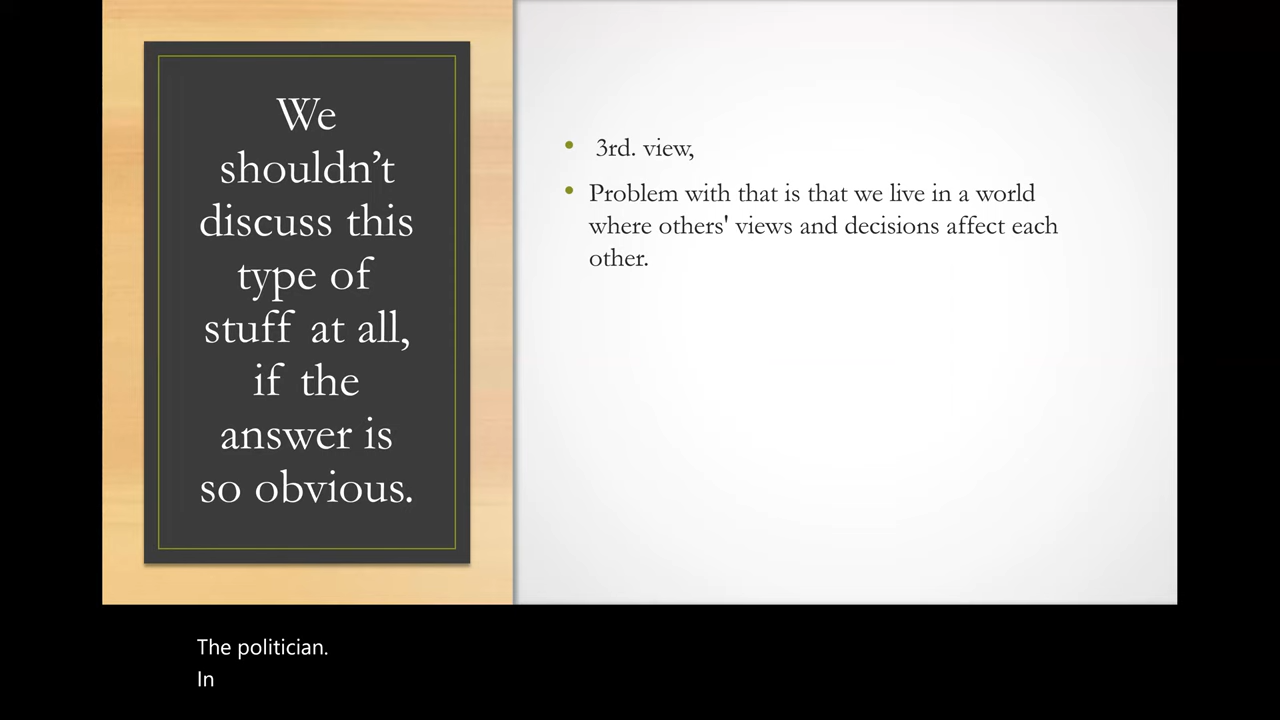 We
shouldn’t
discuss this
type of
stuff at all,
if the
answer is
so obvious.
• 3rd. view,
• Problem with that is that we live in a world
where others' views and decisions affect each
other.
The politician.
In